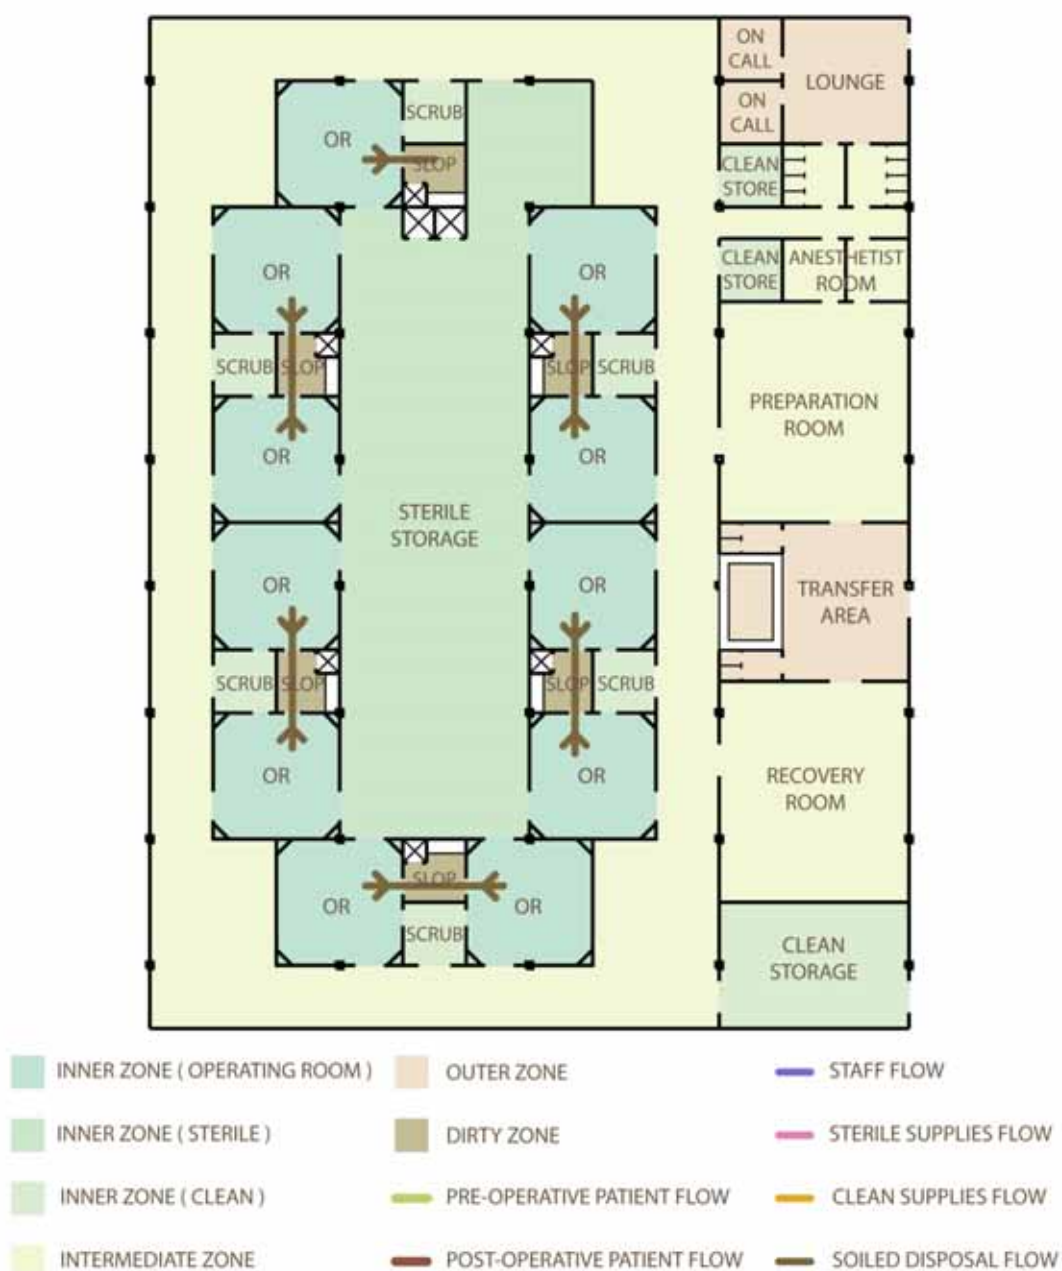 ON
CALL
LOUNGE
ON
CALL
SCRUB
OR
SLOP
CLEAN
STORE
CLEAN
STORE
ANESTHETIST
ROOM
OR
OR
SCRUB
SLOP
SLOP
SCRUB
PREPARATION
ROOM
OR
OR
STERILE
STORAGE
OR
OR
TRANSFER
AREA
SCRUB
SLOP
SLOP
SCRUB
OR
OR
RECOVERY
ROOM
SLOP
OR
OR
SCRUB
CLEAN
STORAGE
INNER ZONE ( OPERATING ROOM )
OUTER ZONE
STAFF FLOW
INNER ZONE ( STERILE )
DIRTY ZONE
STERILE SUPPLIES FLOW
INNER ZONE ( CLEAN )
PRE-OPERATIVE PATIENT FLOW
CLEAN SUPPLIES FLOW
INTERMEDIATE ZONE
POST-OPERATIVE PATIENT FLOW
SOILED DISPOSAL FLOW